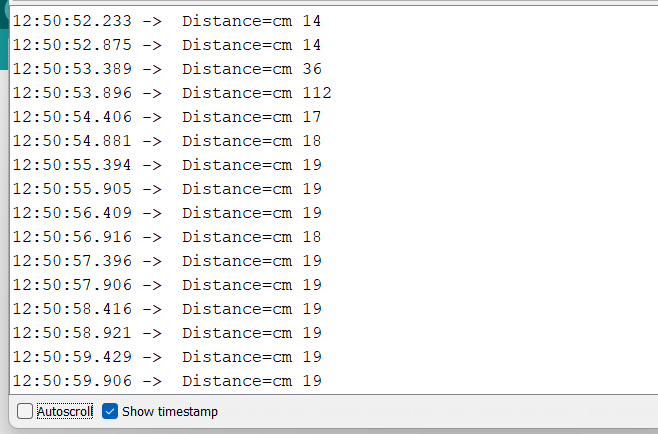 12:50:52.233 ->  Distance=cm 14
12:50:52.875 ->  Distance=cm 14
12:50:53.389 ->  Distance=cm 36
12:50:53.896 ->  Distance=cm 112
12:50:54.406 ->  Distance=cm 17
12:50:54.881 ->  Distance=cm 18
12:50:55.394 ->  Distance=cm 19
12:50:55.905 ->  Distance=cm 19
12:50:56.409 ->  Distance=cm 19
12:50:56.916 ->  Distance=cm 18
12:50:57.396 ->  Distance=cm 19
12:50:57.906 ->  Distance=cm 19
12:50:58.416 ->  Distance=cm 19
12:50:58.921 ->  Distance=cm 19
12:50:59.429 ->  Distance=cm 19
12:50:59.906 ->  Distance=cm 19
Autoscroll Show timestamp